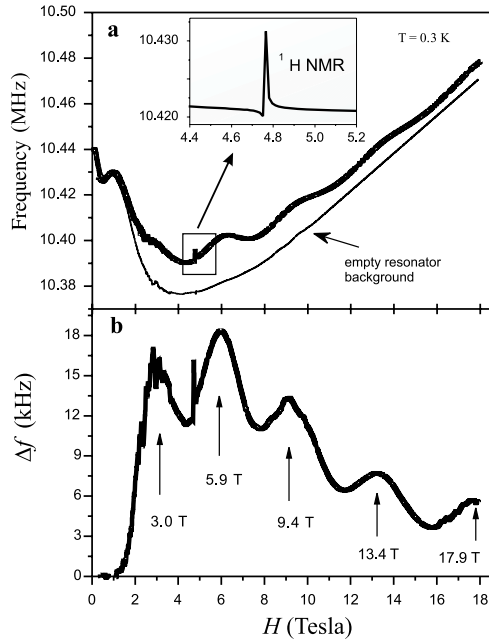 10.50
10.48
10.46
10.44
10.42
10.40
10.38
Frequency (MHz)
a
10.430
10.420
¹ H NMR
4.4 4.6 4.8 5.0 5.2
T = 0.3 K
empty resonator
background
b
18
15
12
9
6
3
0
Δf (kHz)
3.0 T
5.9 T
9.4 T
13.4 T
17.9 T
0 2 4 6 8 10 12 14 16 18
H (Tesla)